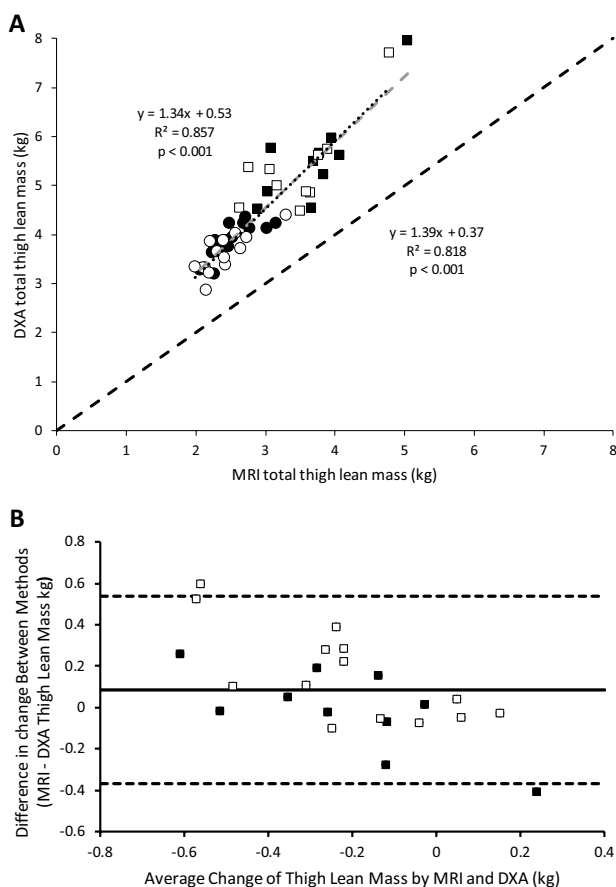 A
8
7
6
5
4
3
2
1
0
DXA total thigh lean mass (kg)
y = 1.34x + 0.53
R² = 0.857
p < 0.001
y = 1.39x + 0.37
R² = 0.818
p < 0.001
0 1 2 3 4 5 6 7 8
MRI total thigh lean mass (kg)
B
0.8
0.6
0.4
0.2
0
-0.2
-0.4
-0.6
Difference in change Between Methods
(MRI - DXA Thigh Lean Mass kg)
-0.8 -0.6 -0.4 -0.2 0 0.2 0.4
Average Change of Thigh Lean Mass by MRI and DXA (kg)